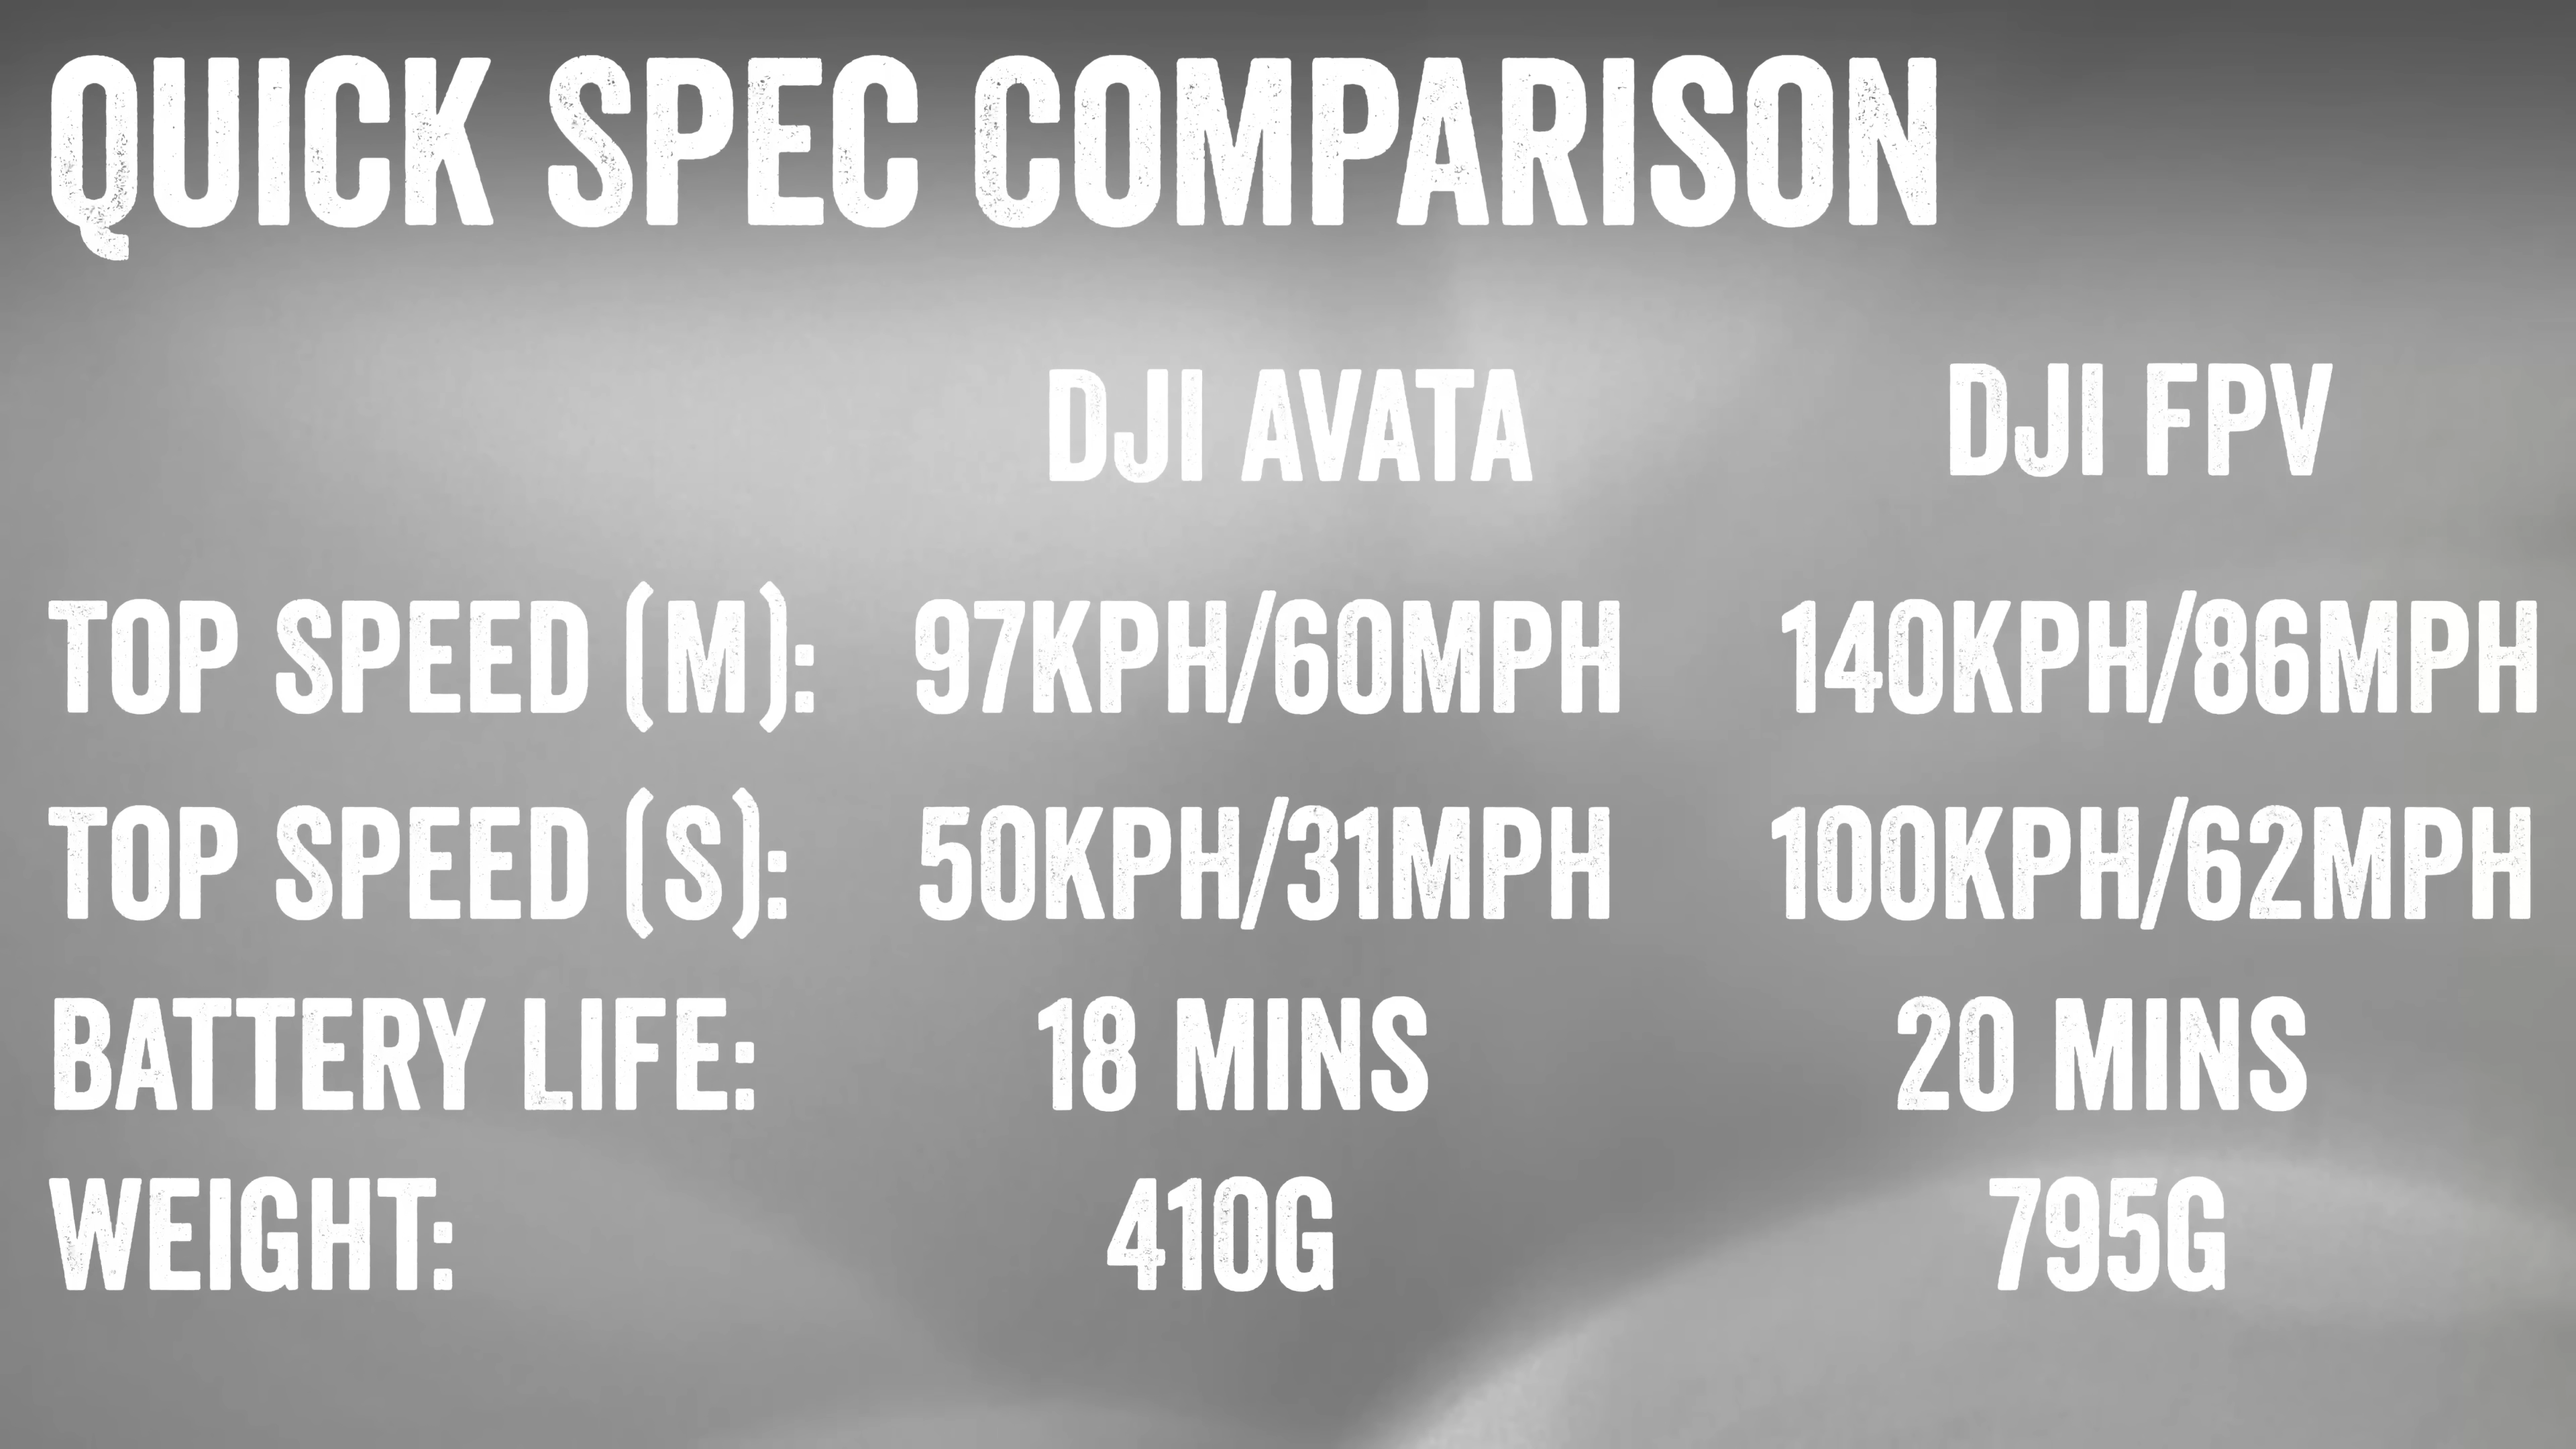 QUICK SPEC COMPARISON
DJI AVATA DJI FPV
TOP SPEED (M): 97KPH/60MPH 140KPH/86MPH
TOP SPEED (S): 50KPH/31MPH 100KPH/62MPH
BATTERY LIFE: 18 MINS 20 MINS
WEIGHT: 410G 795G